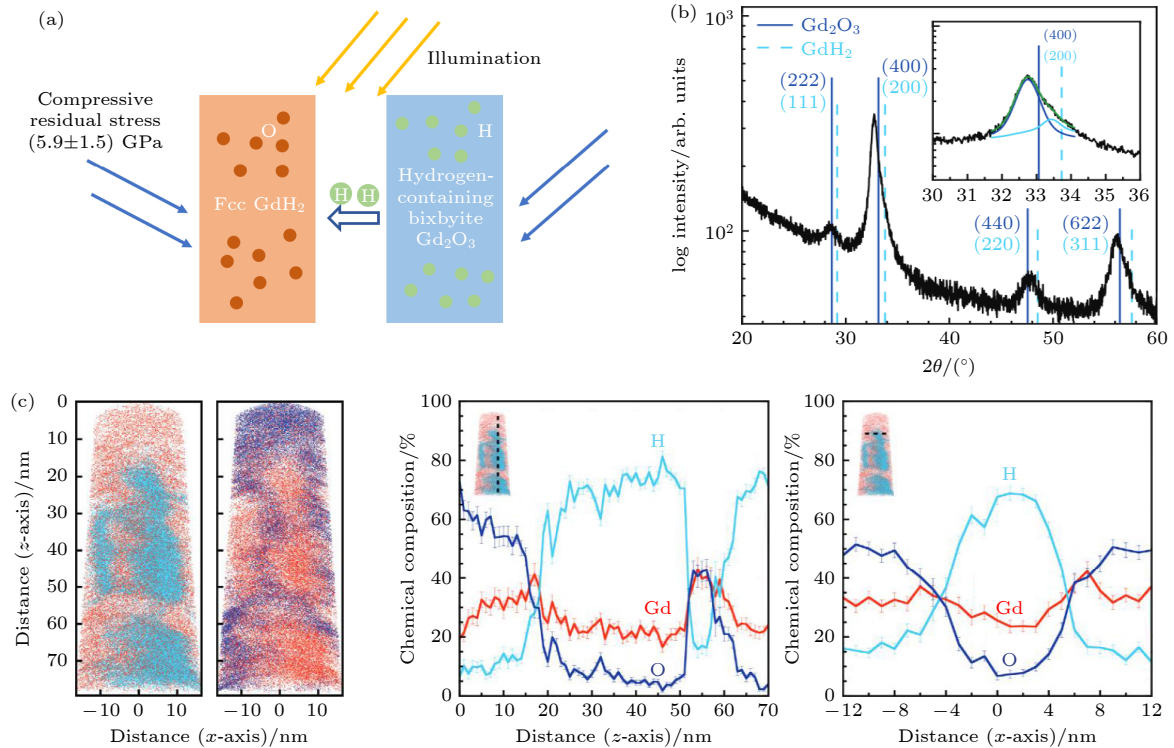 (a)
Illumination
Compressive
residual stress
(5.9±1.5) GPa
O
H
H H
Fcc GdH₂
Hydrogen-
containing
bixbyite
Gd₂O₃
(b)
10³
10²
log intensity/arb. units
Gd₂O₃
GdH₂
(222)
(111)
(400)
(200)
(400)
(200)
30 31 32 33 34 35 36
(440)
(220)
(622)
(311)
20 30 40 50 60
2θ/(°)
(c)
0
10
20
30
40
50
60
70
Distance (z-axis)/nm
−10 0 10 −10 0 10
Distance (x-axis)/nm
100
80
60
40
20
0
Chemical composition/%
H
Gd
O
0 10 20 30 40 50 60 70
Distance (z-axis)/nm
100
80
60
40
20
0
Chemical composition/%
H
Gd
O
−12 −8 −4 0 4 8 12
Distance (x-axis)/nm